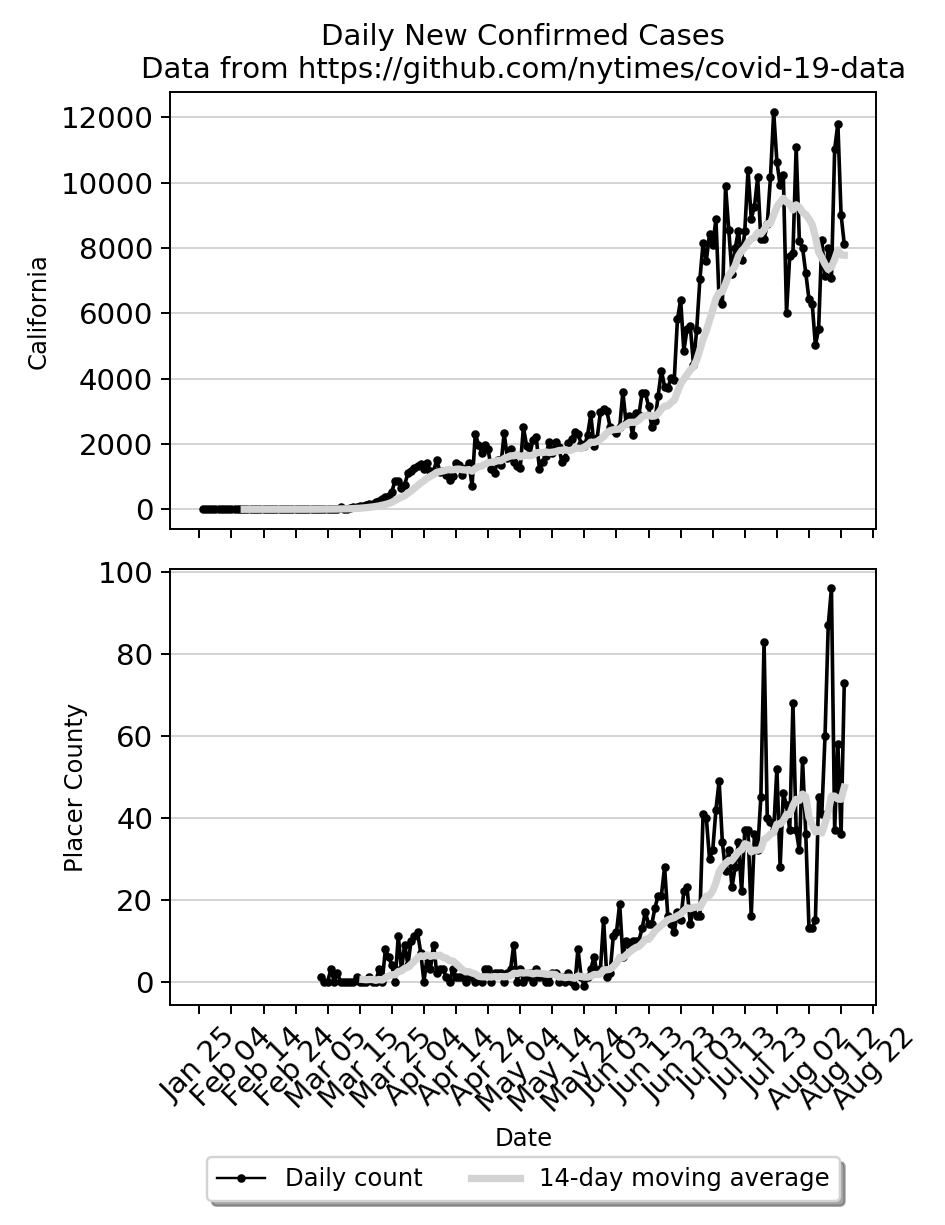 Daily New Confirmed Cases
Data from https://github.com/nytimes/covid-19-data
12000
10000
8000
6000
4000
2000
0
California
100
80
60
40
20
0
Placer County
Jan 25
Feb 04
Feb 14
Feb 24
Mar 05
Mar 15
Mar 25
Apr 04
Apr 14
Apr 24
May 04
May 14
May 24
Jun 03
Jun 13
Jun 23
Jul 03
Jul 13
Jul 23
Aug 02
Aug 12
Aug 22
Date
Daily count
14-day moving average